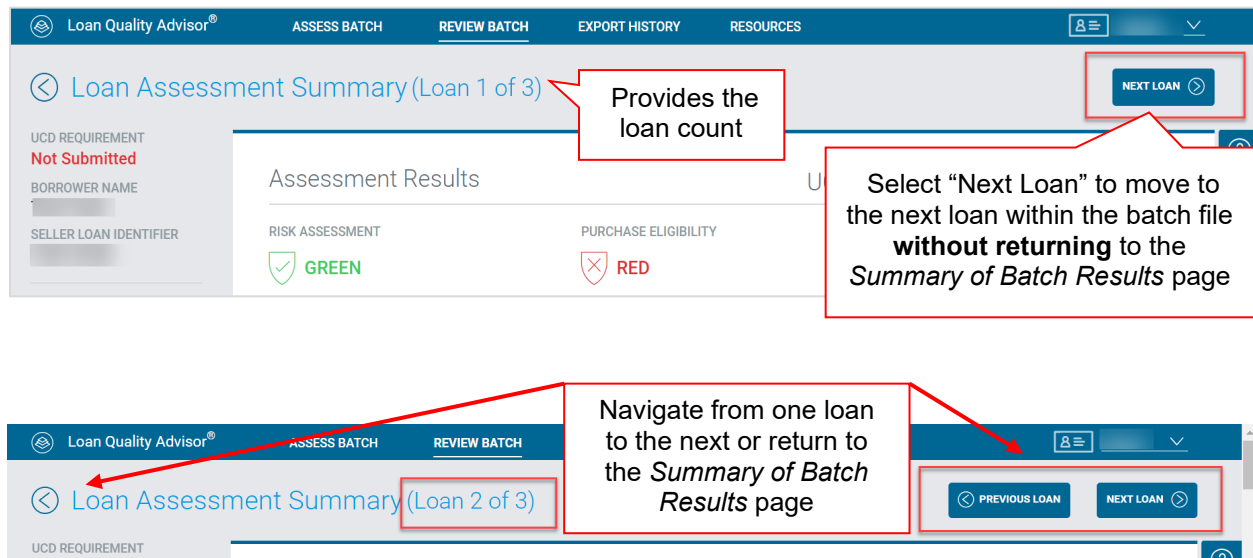 Loan Quality Advisor®
ASSESS BATCH
REVIEW BATCH
EXPORT HISTORY
RESOURCES
Loan Assessment Summary (Loan 1 of 3)
NEXT LOAN
Provides the
loan count
UCD REQUIREMENT
Not Submitted
BORROWER NAME
SELLER LOAN IDENTIFIER
Assessment Results
RISK ASSESSMENT
GREEN
PURCHASE ELIGIBILITY
RED
Select “Next Loan” to move to
the next loan within the batch file
without returning to the
Summary of Batch Results page
Navigate from one loan
to the next or return to
the Summary of Batch
Results page
Loan Quality Advisor®
ASSESS BATCH
REVIEW BATCH
Loan Assessment Summary (Loan 2 of 3)
PREVIOUS LOAN
NEXT LOAN
UCD REQUIREMENT